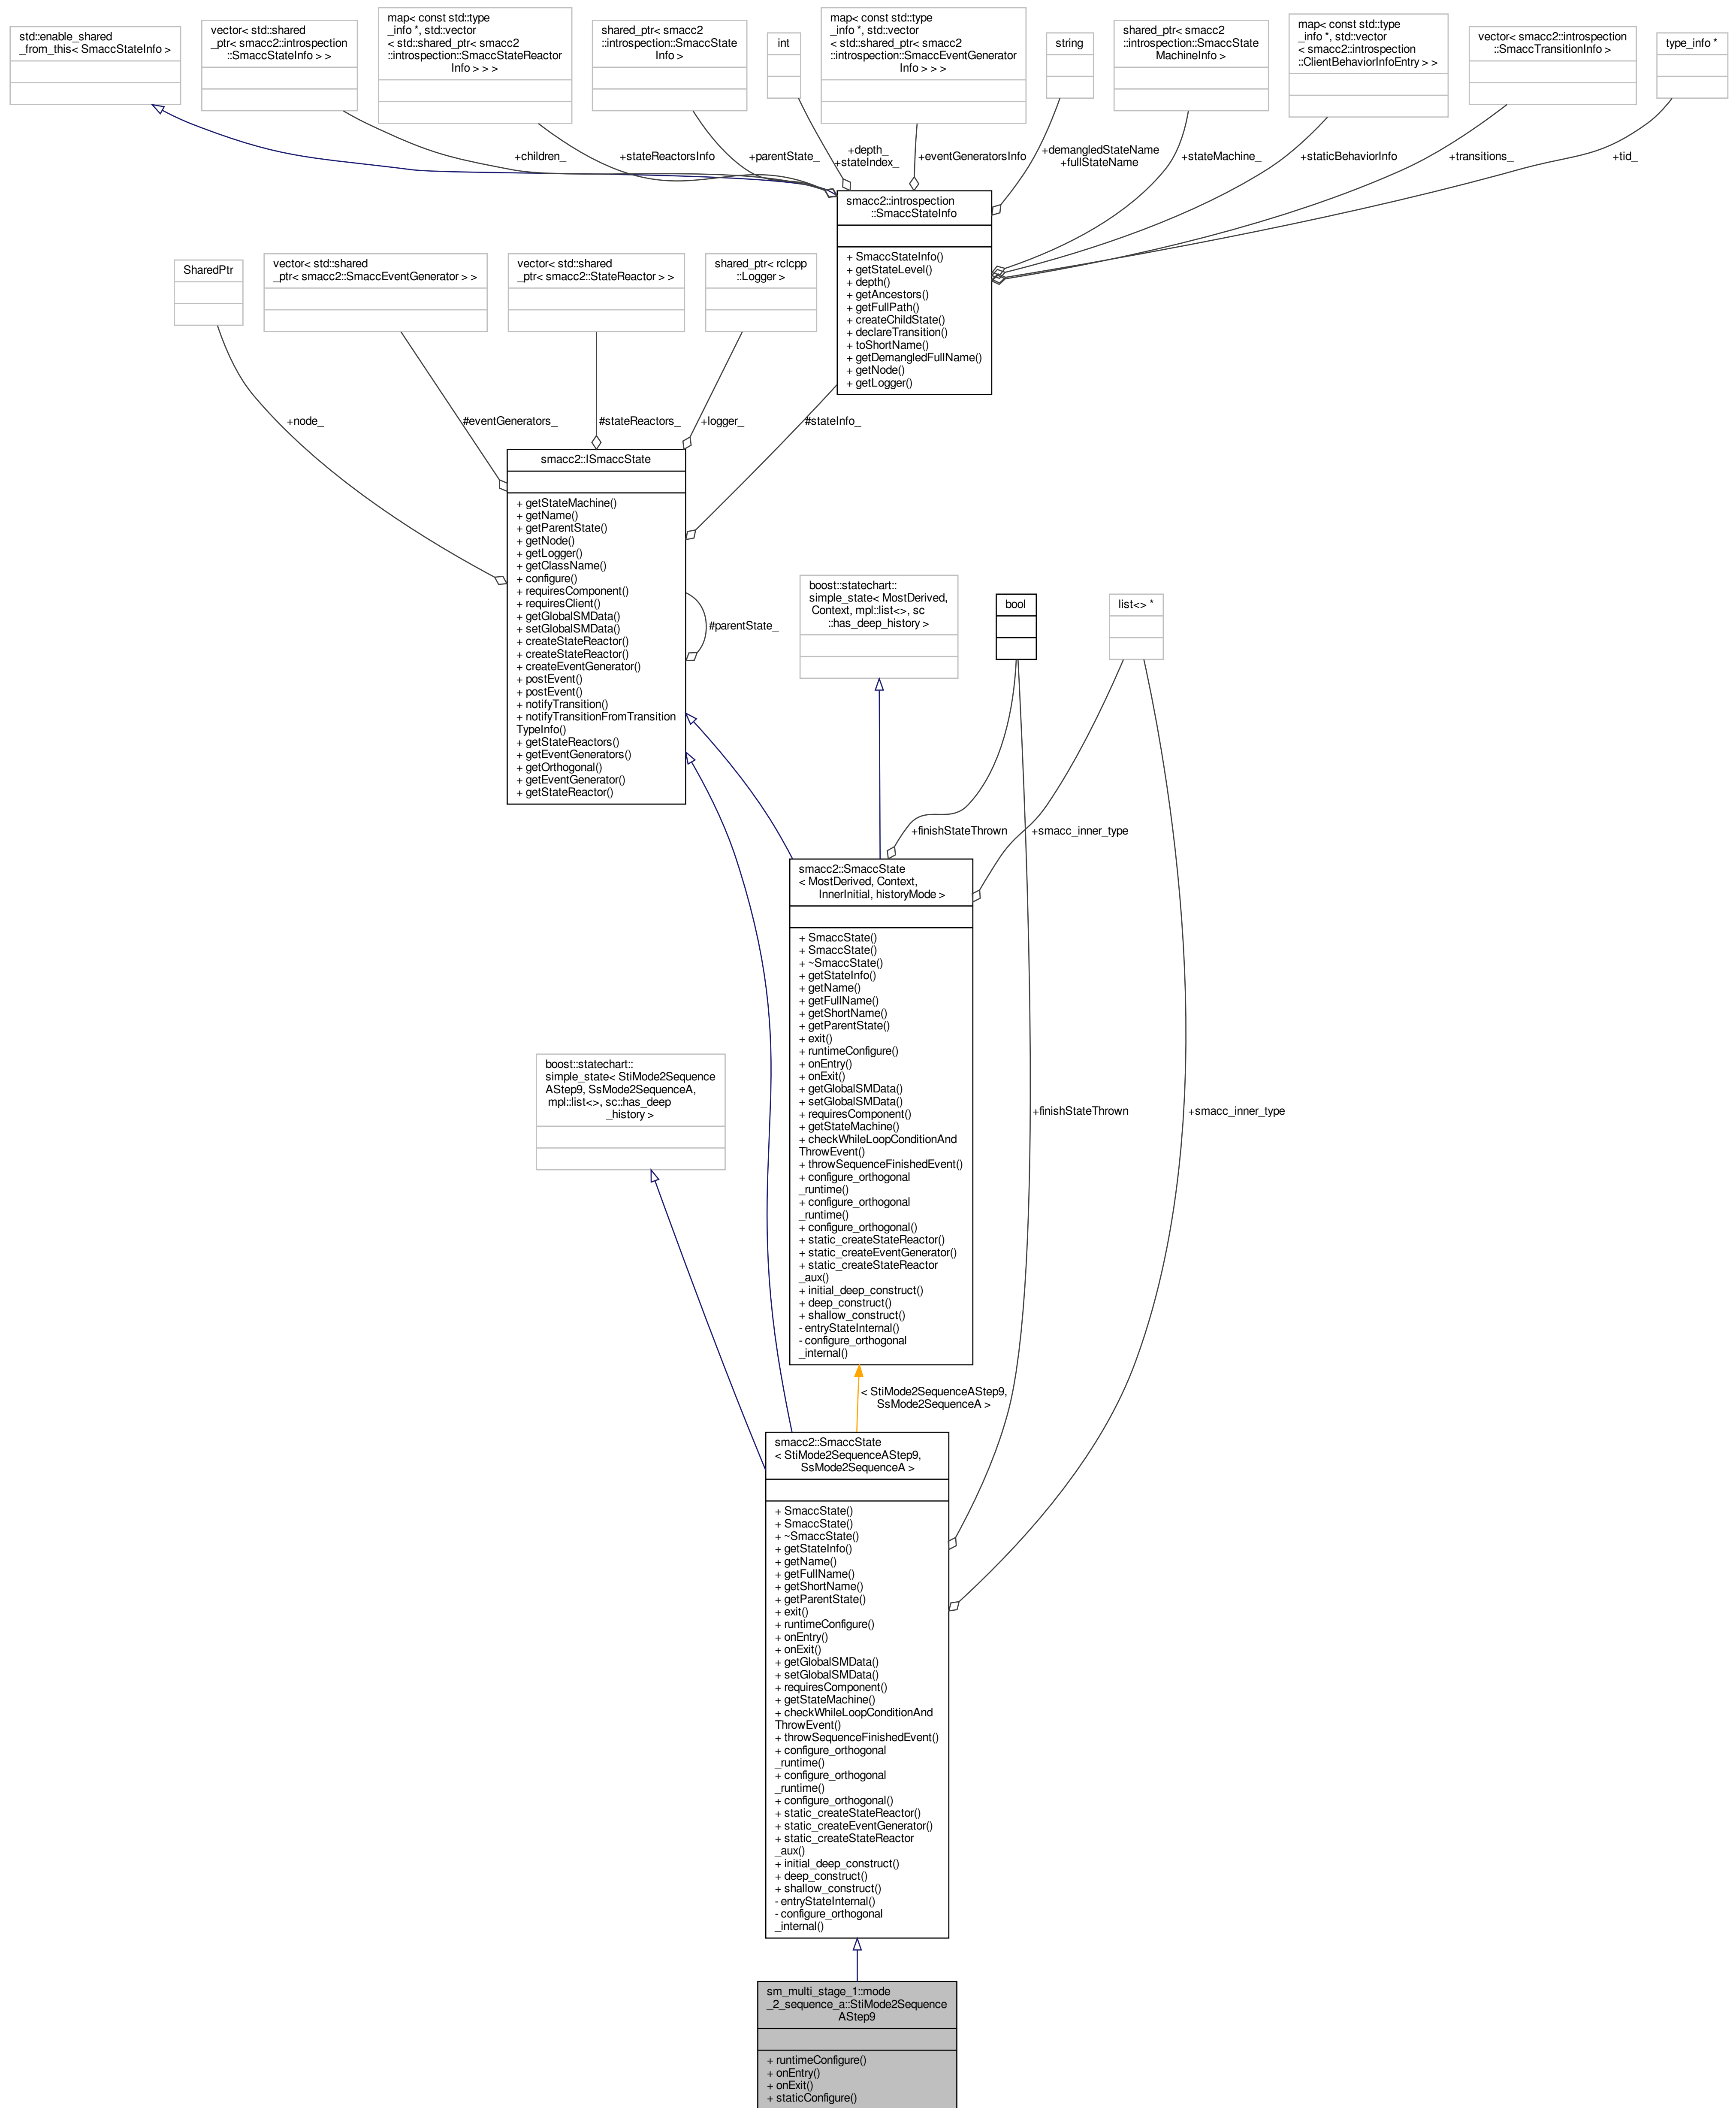 std::enable_shared
_from_this< SmaccStateInfo >
vector< std::shared
_ptr< smacc2::introspection
::SmaccStateInfo > >
map< const std::type
_info *, std::vector
< std::shared_ptr< smacc2
::introspection::SmaccStateReactor
Info > > >
shared_ptr< smacc2
::introspection::SmaccState
Info >
int
map< const std::type
_info *, std::vector
< std::shared_ptr< smacc2
::introspection::SmaccEventGenerator
Info > > >
string
shared_ptr< smacc2
::introspection::SmaccState
MachineInfo >
map< const std::type
_info *, std::vector
< smacc2::introspection
::ClientBehaviorInfoEntry > >
vector< smacc2::introspection
::SmaccTransitionInfo >
type_info *
+children_
+stateReactorsInfo
+parentState_
+depth_
+stateIndex_
+eventGeneratorsInfo
+demangledStateName
+fullStateName
+stateMachine_
+staticBehaviorInfo
+transitions_
+tid_
smacc2::introspection
::SmaccStateInfo
+ SmaccStateInfo()
+ getStateLevel()
+ depth()
+ getAncestors()
+ getFullPath()
+ createChildState()
+ declareTransition()
+ toShortName()
+ getDemangledFullName()
+ getNode()
+ getLogger()
SharedPtr
vector< std::shared
_ptr< smacc2::SmaccEventGenerator > >
vector< std::shared
_ptr< smacc2::StateReactor > >
shared_ptr< rclcpp
::Logger >
+node_
#eventGenerators_
#stateReactors_
+logger_
#stateInfo_
smacc2::ISmaccState
+ getStateMachine()
+ getName()
+ getParentState()
+ getNode()
+ getLogger()
+ getClassName()
+ configure()
+ requiresComponent()
+ requiresClient()
+ getGlobalSMData()
+ setGlobalSMData()
+ createStateReactor()
+ createStateReactor()
+ createEventGenerator()
+ postEvent()
+ postEvent()
+ notifyTransition()
+ notifyTransitionFromTransition
TypeInfo()
+ getStateReactors()
+ getEventGenerators()
+ getOrthogonal()
+ getEventGenerator()
+ getStateReactor()
#parentState_
boost::statechart::
simple_state< MostDerived,
Context, mpl::list<>, sc
::has_deep_history >
bool
list<> *
+finishStateThrown
+smacc_inner_type
smacc2::SmaccState
< MostDerived, Context,
InnerInitial, historyMode >
+ SmaccState()
+ SmaccState()
+ ~SmaccState()
+ getStateInfo()
+ getName()
+ getFullName()
+ getShortName()
+ getParentState()
+ exit()
+ runtimeConfigure()
+ onEntry()
+ onExit()
+ getGlobalSMData()
+ setGlobalSMData()
+ requiresComponent()
+ getStateMachine()
+ checkWhileLoopConditionAnd
ThrowEvent()
+ throwSequenceFinishedEvent()
+ configure_orthogonal
_runtime()
+ configure_orthogonal
_runtime()
+ configure_orthogonal()
+ static_createStateReactor()
+ static_createEventGenerator()
+ static_createStateReactor
_aux()
+ initial_deep_construct()
+ deep_construct()
+ shallow_construct()
- entryStateInternal()
- configure_orthogonal
_internal()
boost::statechart::
simple_state< StiMode2Sequence
AStep9, SsMode2SequenceA,
mpl::list<>, sc::has_deep
_history >
+finishStateThrown
+smacc_inner_type
< StiMode2SequenceAStep9,
SsMode2SequenceA >
smacc2::SmaccState
< StiMode2SequenceAStep9,
SsMode2SequenceA >
+ SmaccState()
+ SmaccState()
+ ~SmaccState()
+ getStateInfo()
+ getName()
+ getFullName()
+ getShortName()
+ getParentState()
+ exit()
+ runtimeConfigure()
+ onEntry()
+ onExit()
+ getGlobalSMData()
+ setGlobalSMData()
+ requiresComponent()
+ getStateMachine()
+ checkWhileLoopConditionAnd
ThrowEvent()
+ throwSequenceFinishedEvent()
+ configure_orthogonal
_runtime()
+ configure_orthogonal
_runtime()
+ configure_orthogonal()
+ static_createStateReactor()
+ static_createEventGenerator()
+ static_createStateReactor
_aux()
+ initial_deep_construct()
+ deep_construct()
+ shallow_construct()
- entryStateInternal()
- configure_orthogonal
_internal()
sm_multi_stage_1::mode
_2_sequence_a::StiMode2Sequence
AStep9
+ runtimeConfigure()
+ onEntry()
+ onExit()
+ staticConfigure()